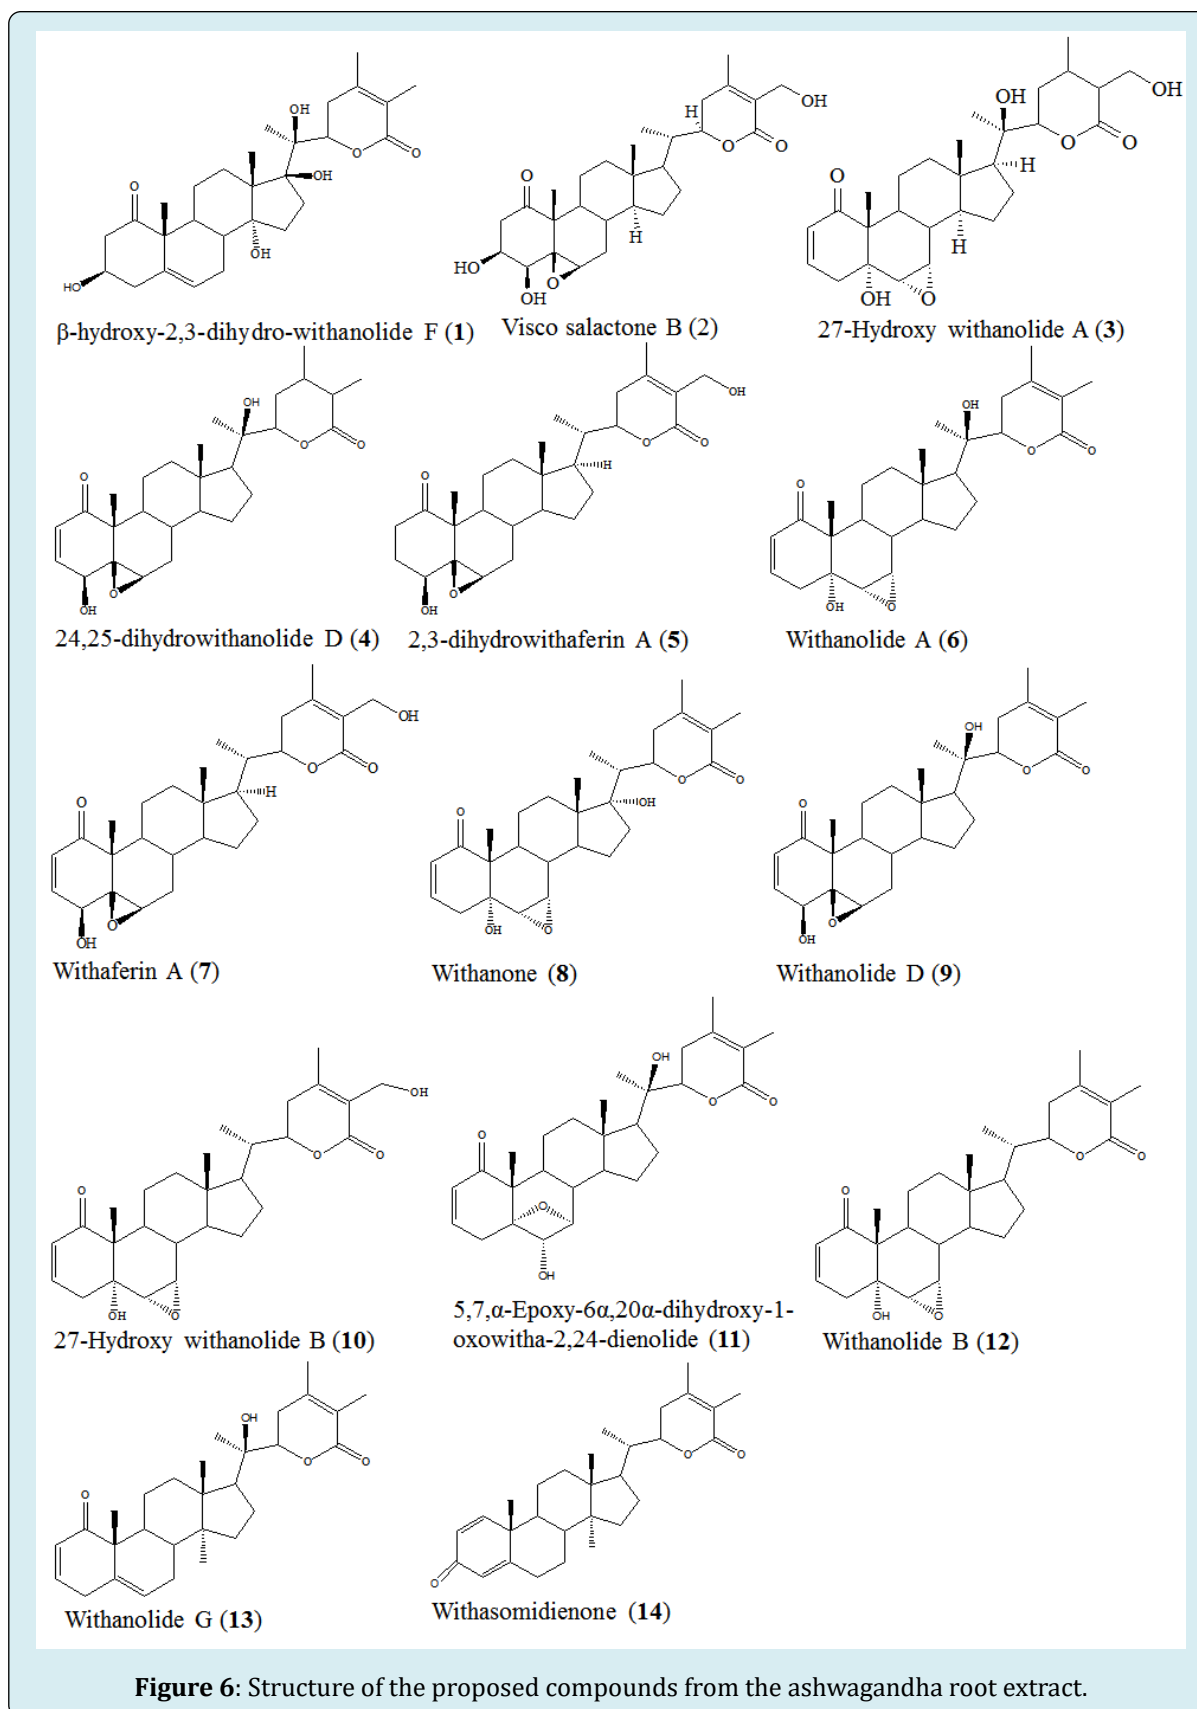 OH
OH
O
O
O
OH
HO
β-hydroxy-2,3-dihydro-withanolide F (1)
OH
H
O
O
O
H
HO
O
OH
Visco salactone B (2)
OH
OH
O
O
H
O
H
OH
O
27-Hydroxy withanolide A (3)
OH
O
O
O
O
OH
24,25-dihydrowithanolide D (4)
OH
O
O
H
O
O
OH
2,3-dihydrowithaferin A (5)
OH
O
O
O
OH
O
Withanolide A (6)
OH
O
O
H
O
O
OH
Withaferin A (7)
O
O
OH
O
OH
O
Withanone (8)
OH
O
O
O
O
OH
Withanolide D (9)
OH
O
O
O
OH
O
27-Hydroxy withanolide B (10)
OH
O
O
O
O
OH
5,7,α-Epoxy-6α,20α-dihydroxy-1-
oxowitha-2,24-dienolide (11)
O
O
O
OH
O
Withanolide B (12)
OH
O
O
O
Withanolide G (13)
O
O
O
Withasomidienone (14)
Figure 6: Structure of the proposed compounds from the ashwagandha root extract.